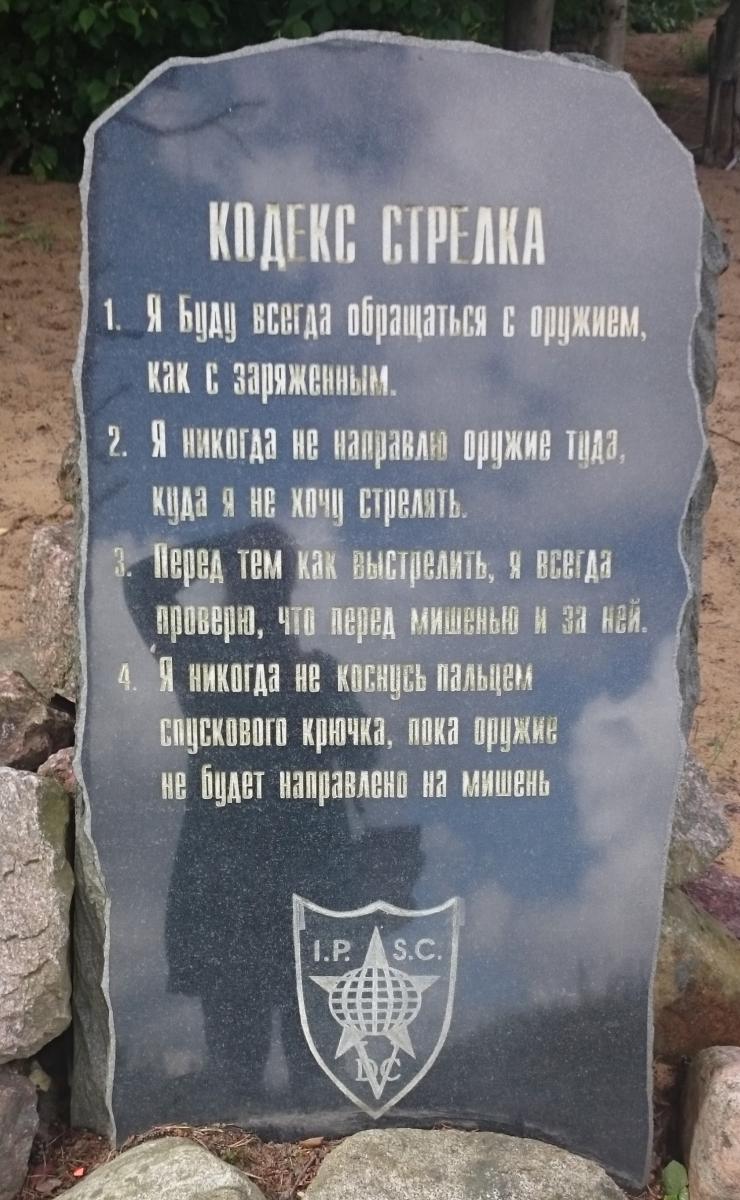 КОДЕКС СТРЕЛКА
1. Я Буду всегда обращаться с оружием,
как с заряженным.
2. Я никогда не направлю оружие туда,
куда я не хочу стрелять.
3. Перед тем как выстрелить, я всегда
проверю, что перед мишенью и за ней.
4. Я никогда не коснусь пальцем
спускового крючка, пока оружие
не будет направлено на мишень
I.P. S.C.
DVC